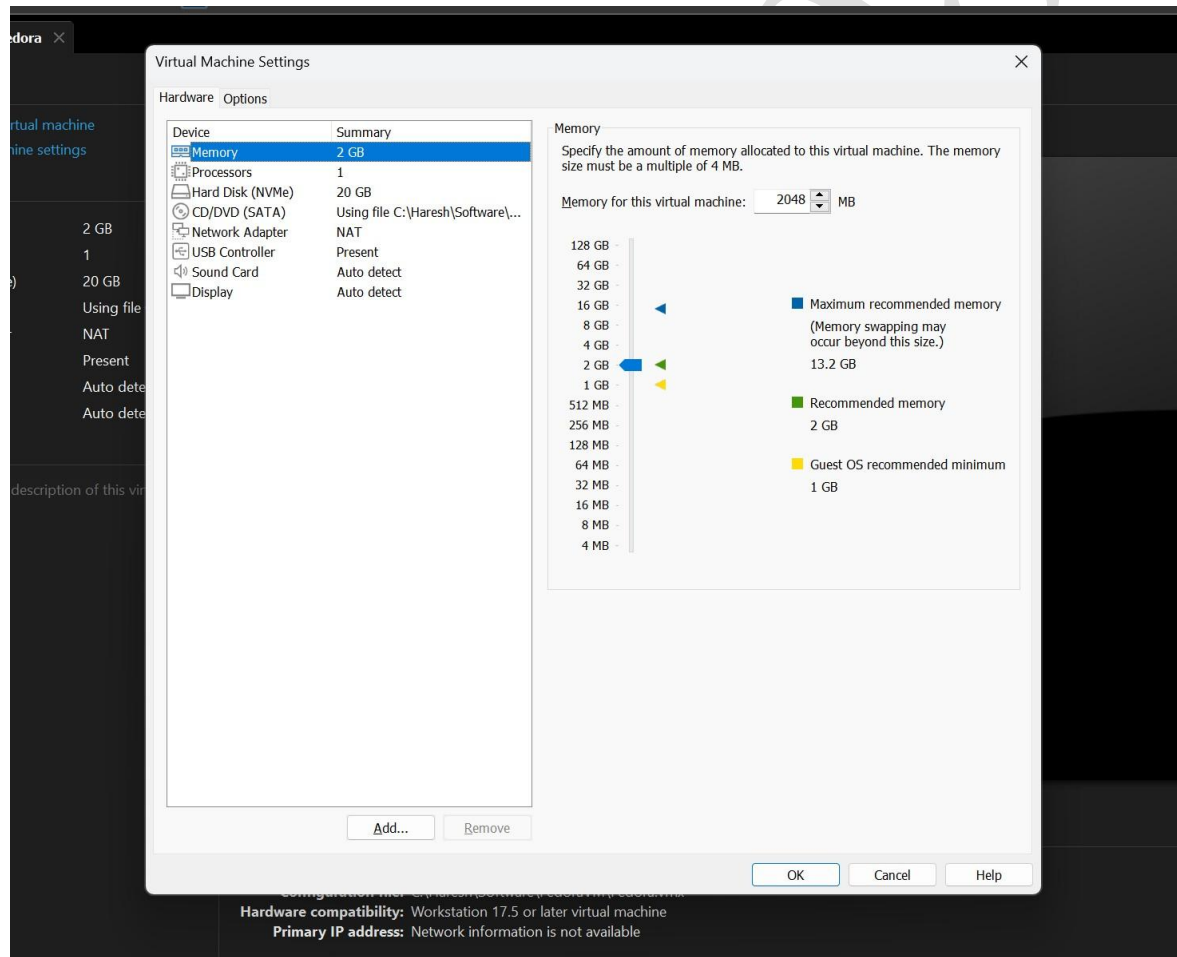 edora
Virtual Machine Settings
Hardware Options
rtual machine
nine settings
2 GB
1
20 GB
Using file
NAT
Present
Auto dete
Auto dete
description of this vir
Device Summary
Memory 2 GB
Processors 1
Hard Disk (NVMe) 20 GB
CD/DVD (SATA) Using file C:\Haresh\Software\...
Network Adapter NAT
USB Controller Present
Sound Card Auto detect
Display Auto detect
Add... Remove
Memory
Specify the amount of memory allocated to this virtual machine. The memory
size must be a multiple of 4 MB.
Memory for this virtual machine: 2048 MB
128 GB
64 GB
32 GB
16 GB
8 GB
4 GB
2 GB
1 GB
512 MB
256 MB
128 MB
64 MB
32 MB
16 MB
8 MB
4 MB
Maximum recommended memory
(Memory swapping may
occur beyond this size.)
13.2 GB
Recommended memory
2 GB
Guest OS recommended minimum
1 GB
OK Cancel Help
Hardware compatibility: Workstation 17.5 or later virtual machine
Primary IP address: Network information is not available